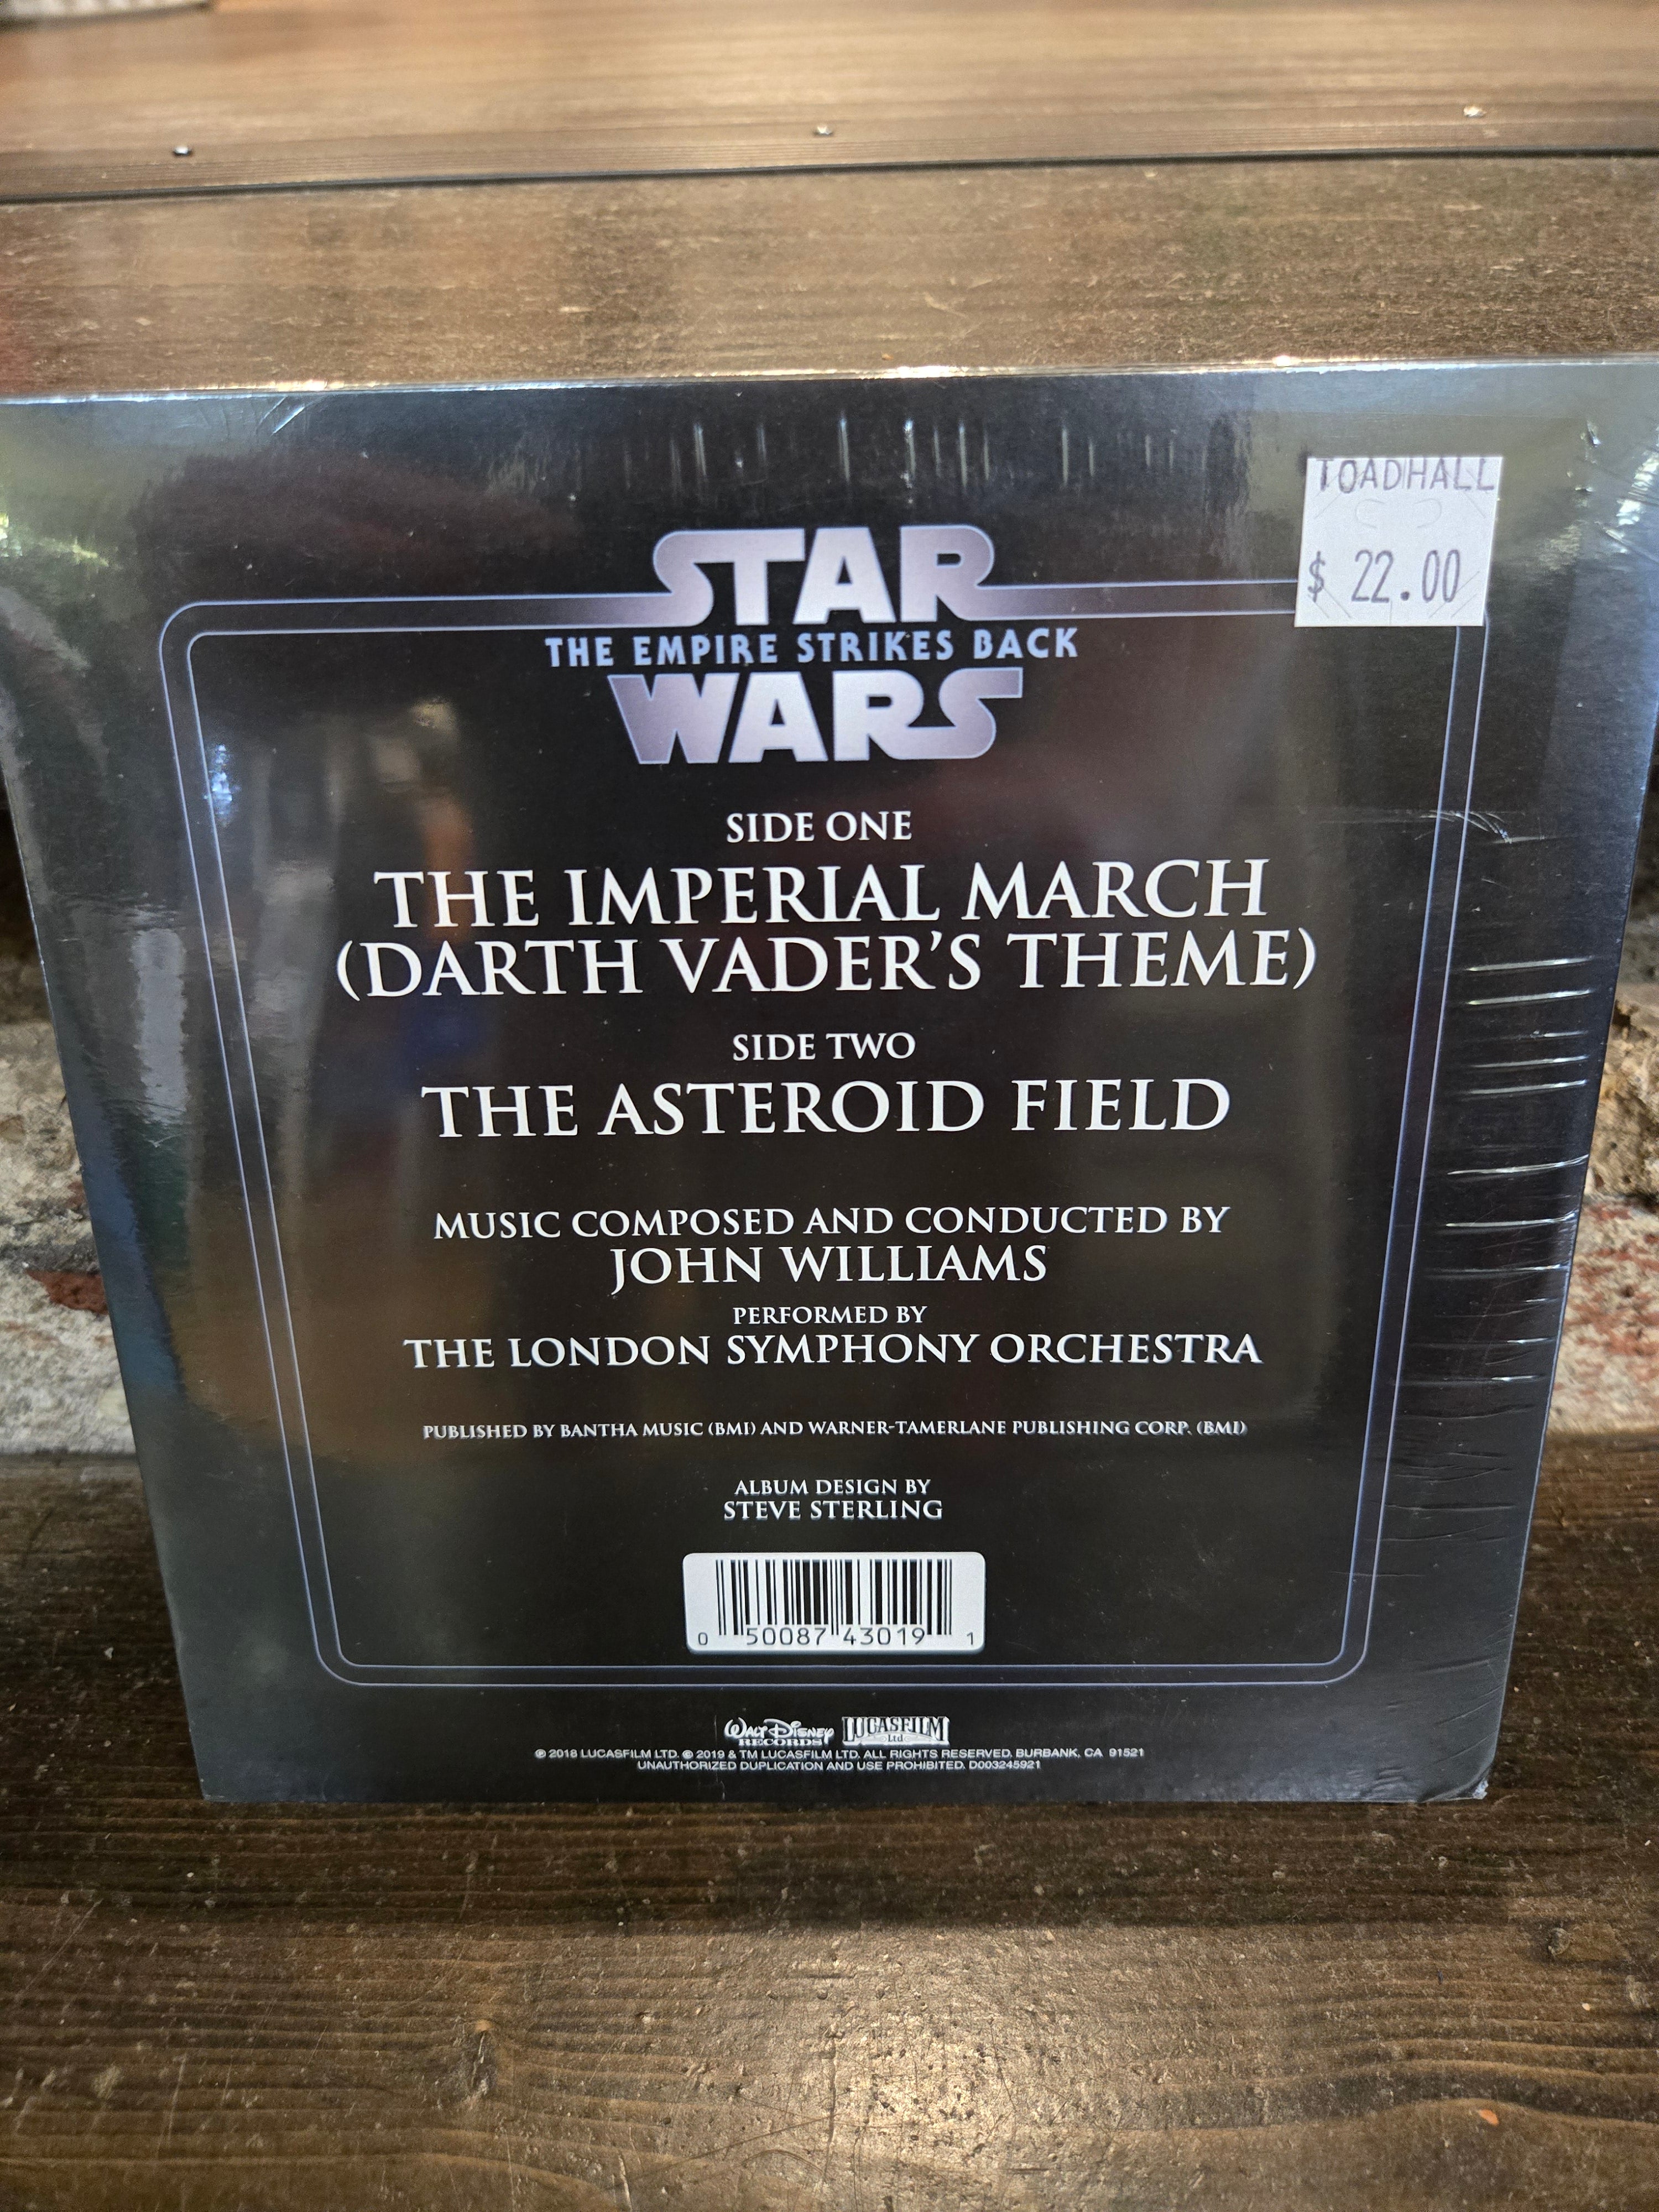 TOADHALL
$ 22.00
STAR
THE EMPIRE STRIKES BACK
WARS
SIDE ONE
THE IMPERIAL MARCH
(DARTH VADER'S THEME)
SIDE TWO
THE ASTEROID FIELD
MUSIC COMPOSED AND CONDUCTED BY
JOHN WILLIAMS
PERFORMED BY
THE LONDON SYMPHONY ORCHESTRA
PUBLISHED BY BANTHA MUSIC (BMI) AND WARNER-TAMERLANE PUBLISHING CORP. (BMI)
ALBUM DESIGN BY
STEVE STERLING
0 50087 43019 1
WALT DISNEY RECORDS LUCASFILM Ltd
℗ 2018 LUCASFILM LTD. © 2019 & TM LUCASFILM LTD. ALL RIGHTS RESERVED. BURBANK, CA 91521
UNAUTHORIZED DUPLICATION AND USE PROHIBITED. D003245921